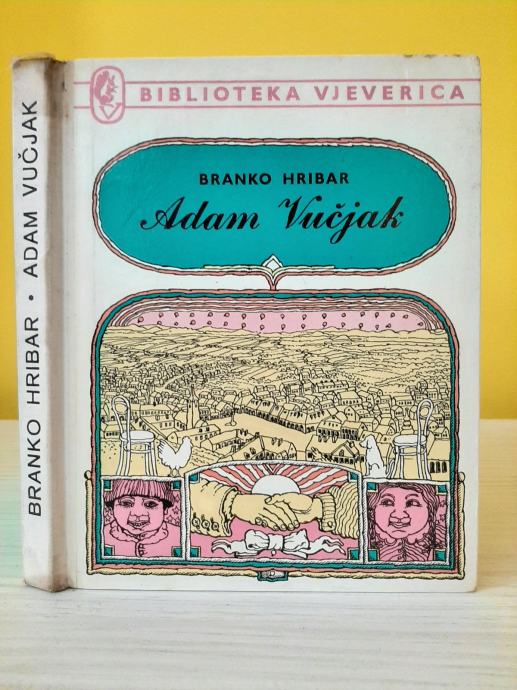 BIBLIOTEKA VJEVERICA
BRANKO HRIBAR
Adam Vučjak
BRANKO HRIBAR • ADAM VUČJAK